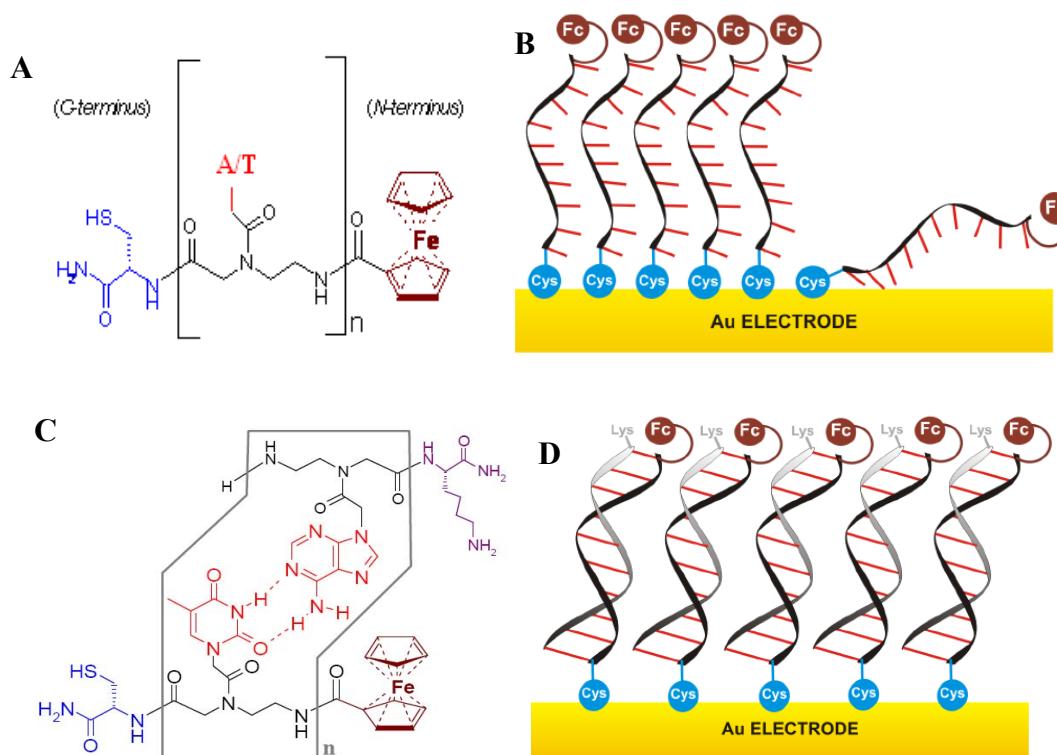 A
(C-terminus)
(N-terminus)
A/T
HS
H₂N
O
N
H
O
N
O
N
H
O
Fe
n
B
Fc Fc Fc Fc Fc
F
Cys Cys Cys Cys Cys Cys
Au ELECTRODE
C
H
H
N
N
O
O
H
N
O
NH₂
NH₂
N
N
N
N
N
H
H
O
N
H
N
O
HS
H₂N
O
N
H
O
N
O
H
N
O
Fe
n
D
Lys Fc Lys Fc Lys Fc Lys Fc Lys Fc
Cys Cys Cys Cys Cys
Au ELECTRODE